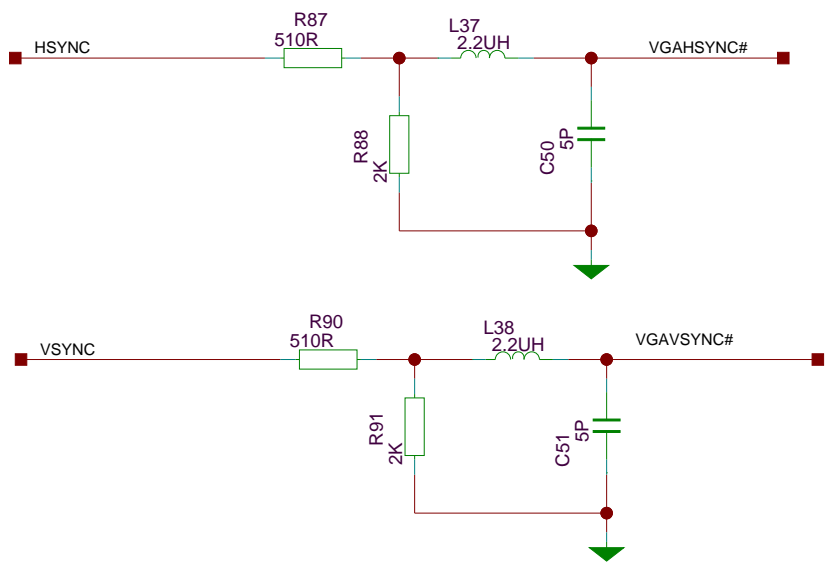 R87
510R
L37
2.2UH
HSYNC
VGAHSYNC#
R88
2K
C50
5P
R90
510R
L38
2.2UH
VSYNC
VGAVSYNC#
R91
2K
C51
5P